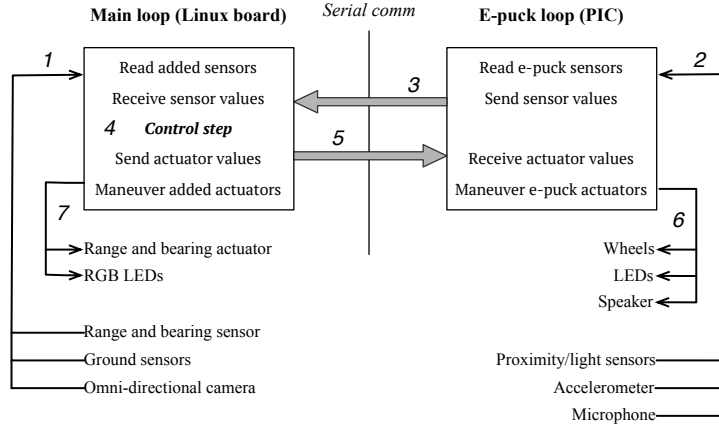 Main loop (Linux board)
Serial comm
E-puck loop (PIC)
1
Read added sensors
Receive sensor values
4 Control step
Send actuator values
Maneuver added actuators
3
5
2
Read e-puck sensors
Send sensor values
Receive actuator values
Maneuver e-puck actuators
7
Range and bearing actuator
RGB LEDs
6
Wheels
LEDs
Speaker
Range and bearing sensor
Ground sensors
Omni-directional camera
Proximity/light sensors
Accelerometer
Microphone